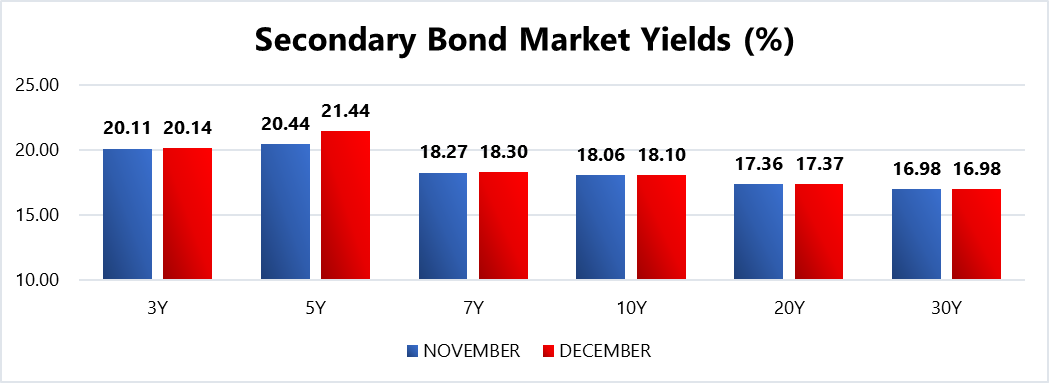 Secondary Bond Market Yields (%)
25.00
20.00
15.00
10.00
20.11 20.14 20.44 21.44 18.27 18.30 18.06 18.10 17.36 17.37 16.98 16.98
3Y 5Y 7Y 10Y 20Y 30Y
NOVEMBER DECEMBER